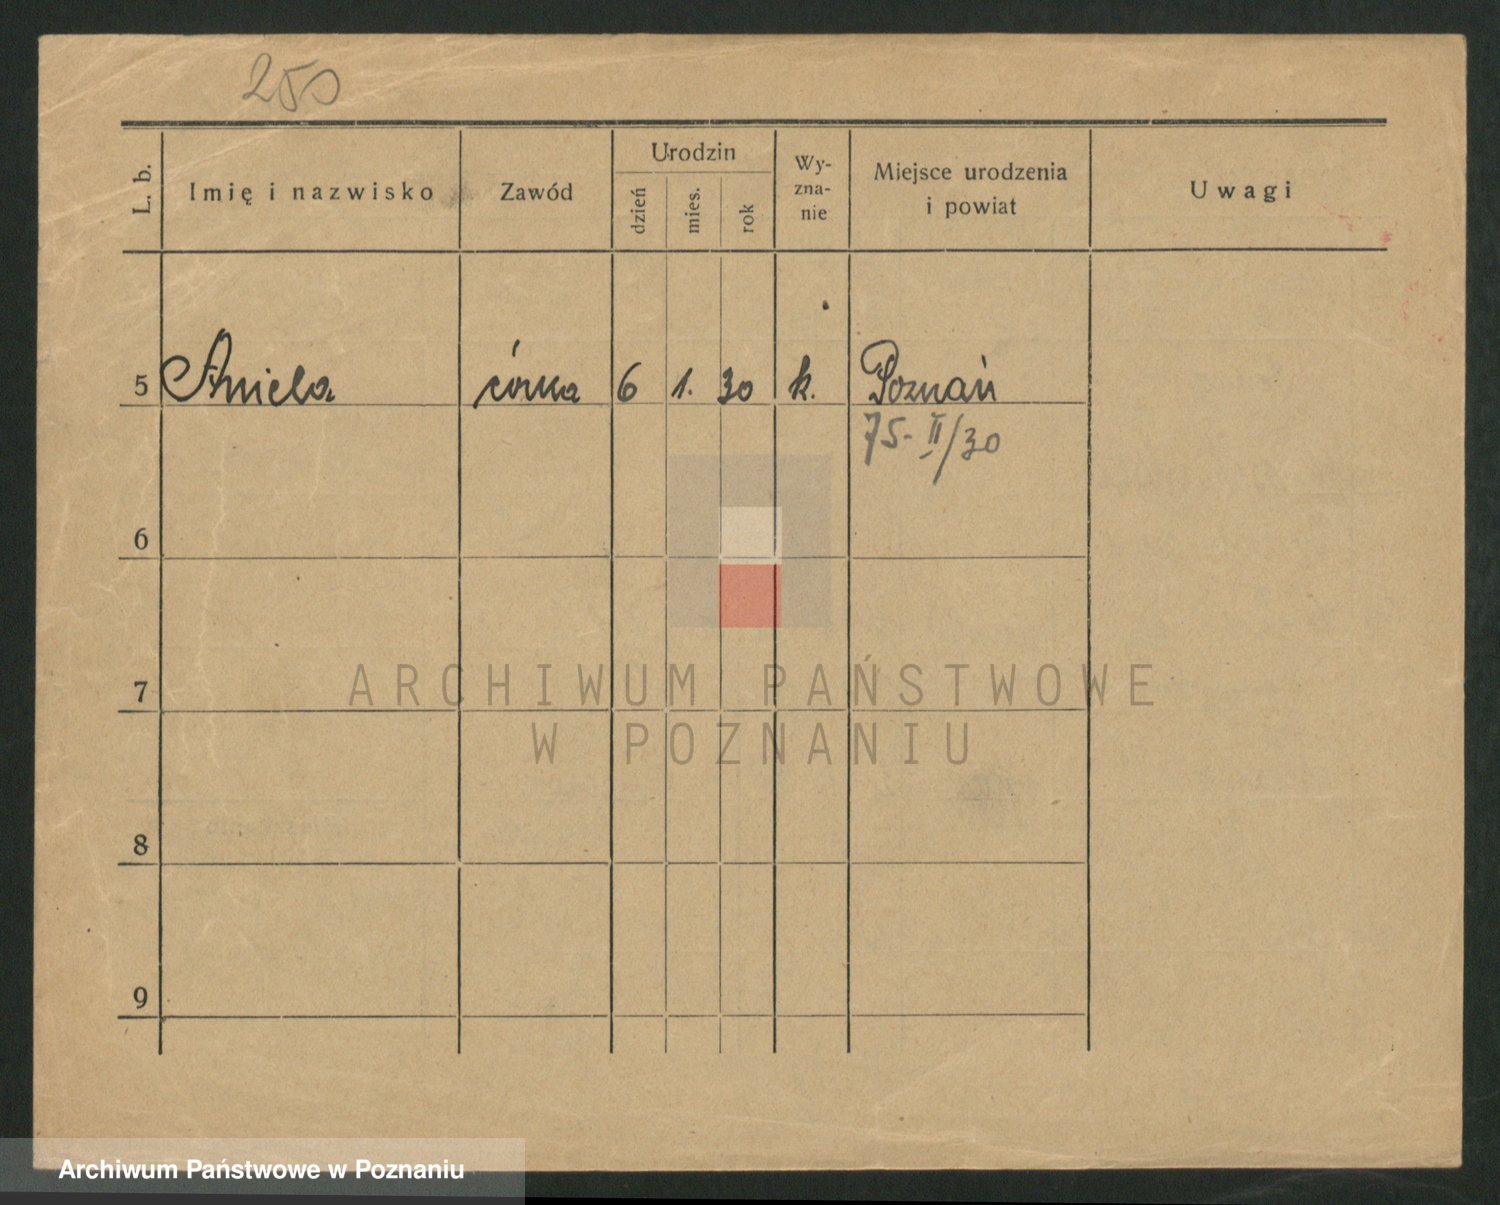 250
L. b. Imię i nazwisko Zawód Urodzin dzień mies. rok Wy-zna-nie Miejsce urodzenia i powiat Uwagi
5 Aniela córka 6 1. 30 k. Poznań
75-II/30
6
ARCHIWUM PAŃSTWOWE
7
W POZNANIU
8
9
Archiwum Państwowe w Poznaniu